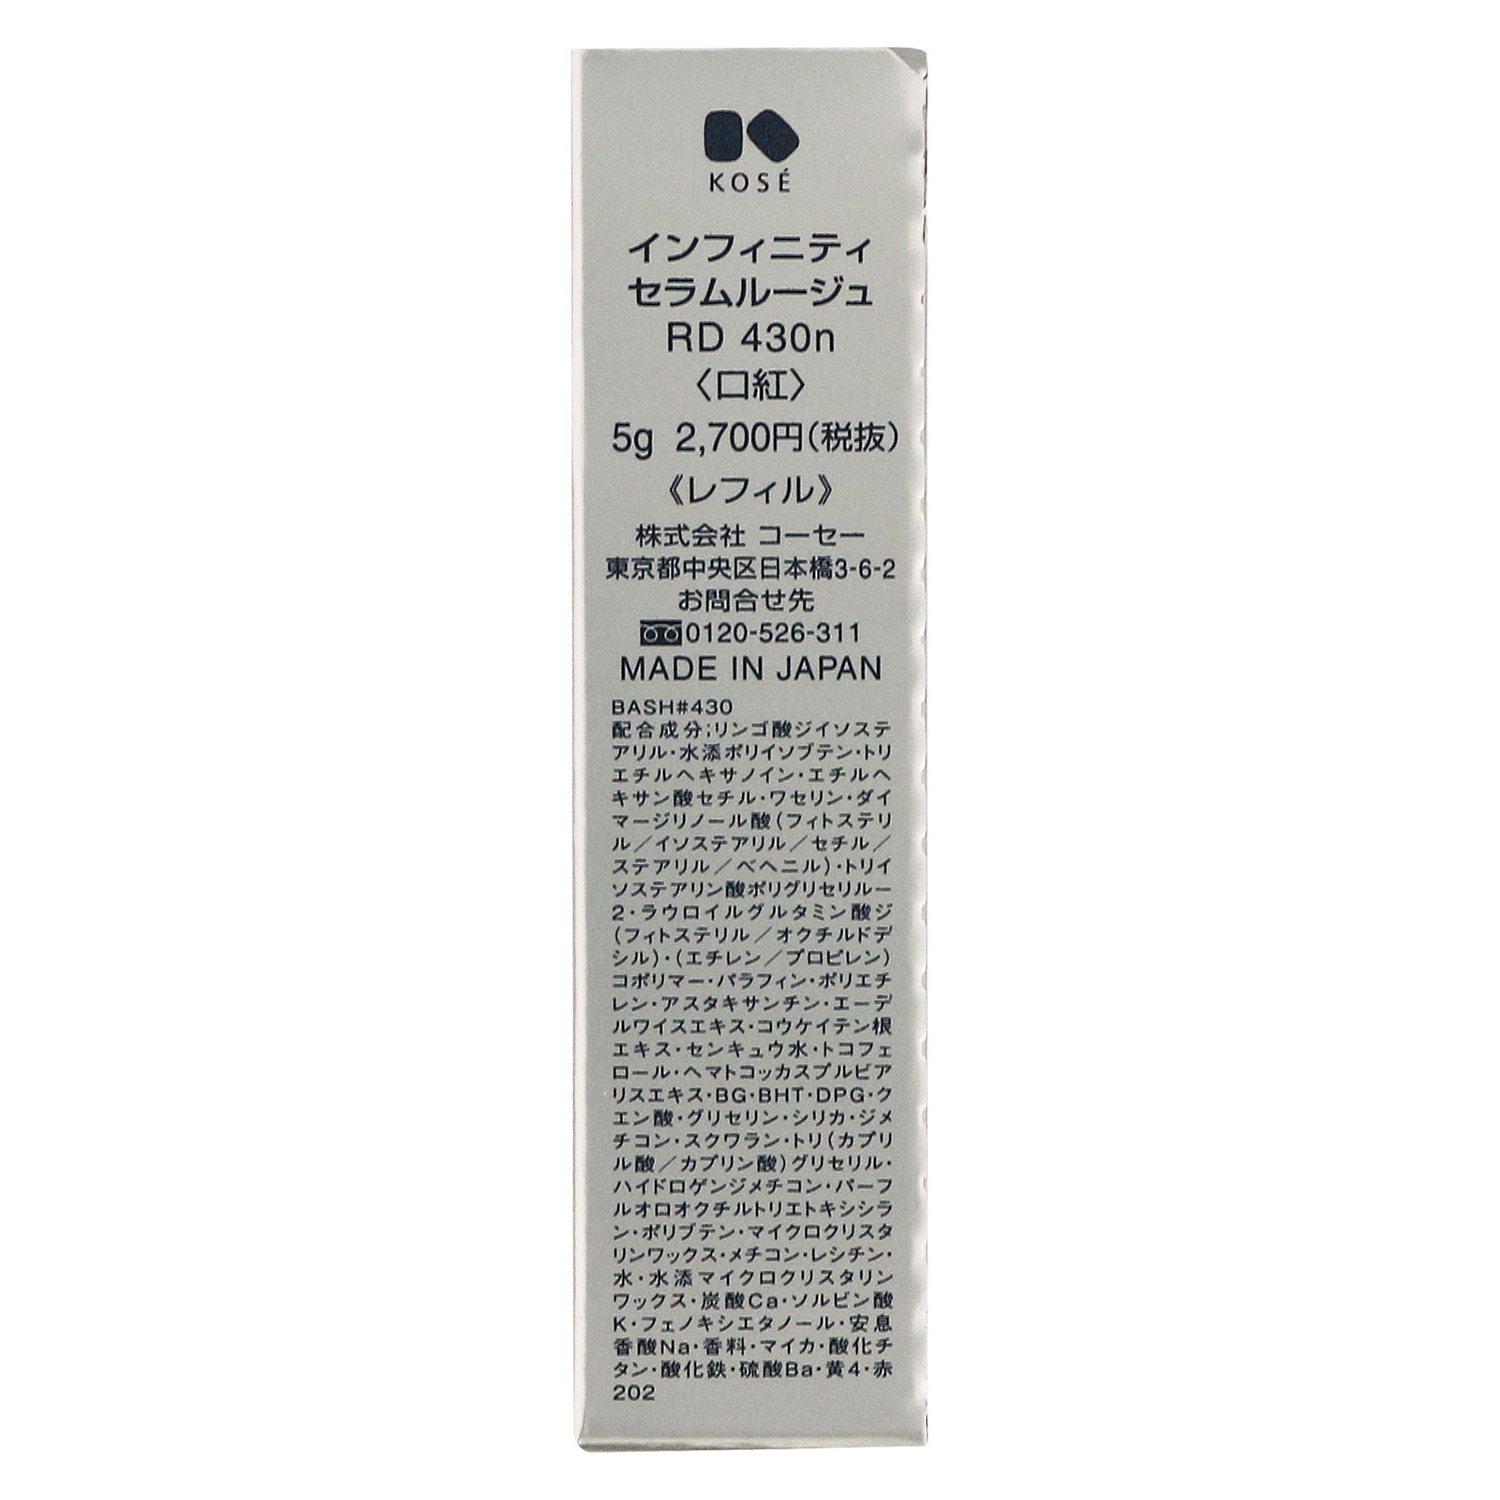 KOSÉ
インフィニティ
セラムルージュ
RD 430n
〈口紅〉
5g 2,700円(税抜)
《レフィル》
株式会社 コーセー
東京都中央区日本橋3-6-2
お問合せ先
0120-526-311
MADE IN JAPAN
BASH#430
配合成分;リンゴ酸ジイソステ
アリル・水添ポリイソブテン・トリ
エチルヘキサノイン・エチルヘ
キサン酸セチル・ワセリン・ダイ
マージリノール酸(フィトステリ
ル/イソステアリル/セチル/
ステアリル/ベヘニル)・トリイ
ソステアリン酸ポリグリセリルー
2・ラウロイルグルタミン酸ジ
(フィトステリル/オクチルドデ
シル)・(エチレン/プロピレン)
コポリマー・パラフィン・ポリエチ
レン・アスタキサンチン・エーデ
ルワイスエキス・コウケイテン根
エキス・センキュウ水・トコフェ
ロール・ヘマトコッカスプルビア
リスエキス・BG・BHT・DPG・ク
エン酸・グリセリン・シリカ・ジメ
チコン・スクワラン・トリ(カプリ
ル酸/カプリン酸)グリセリル・
ハイドロゲンジメチコン・パーフ
ルオロオクチルトリエトキシシラ
ン・ポリブテン・マイクロクリスタ
リンワックス・メチコン・レシチン・
水・水添マイクロクリスタリン
ワックス・炭酸Ca・ソルビン酸
K・フェノキシエタノール・安息
香酸Na・香料・マイカ・酸化チ
タン・酸化鉄・硫酸Ba・黄4・赤
202